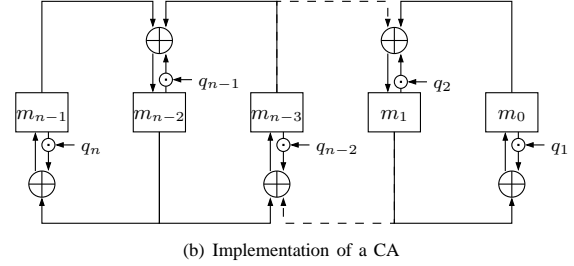 q_{n-1}
q_2
m_{n-1} m_{n-2} m_{n-3} m_1 m_0
q_n q_{n-2} q_1
(b) Implementation of a CA